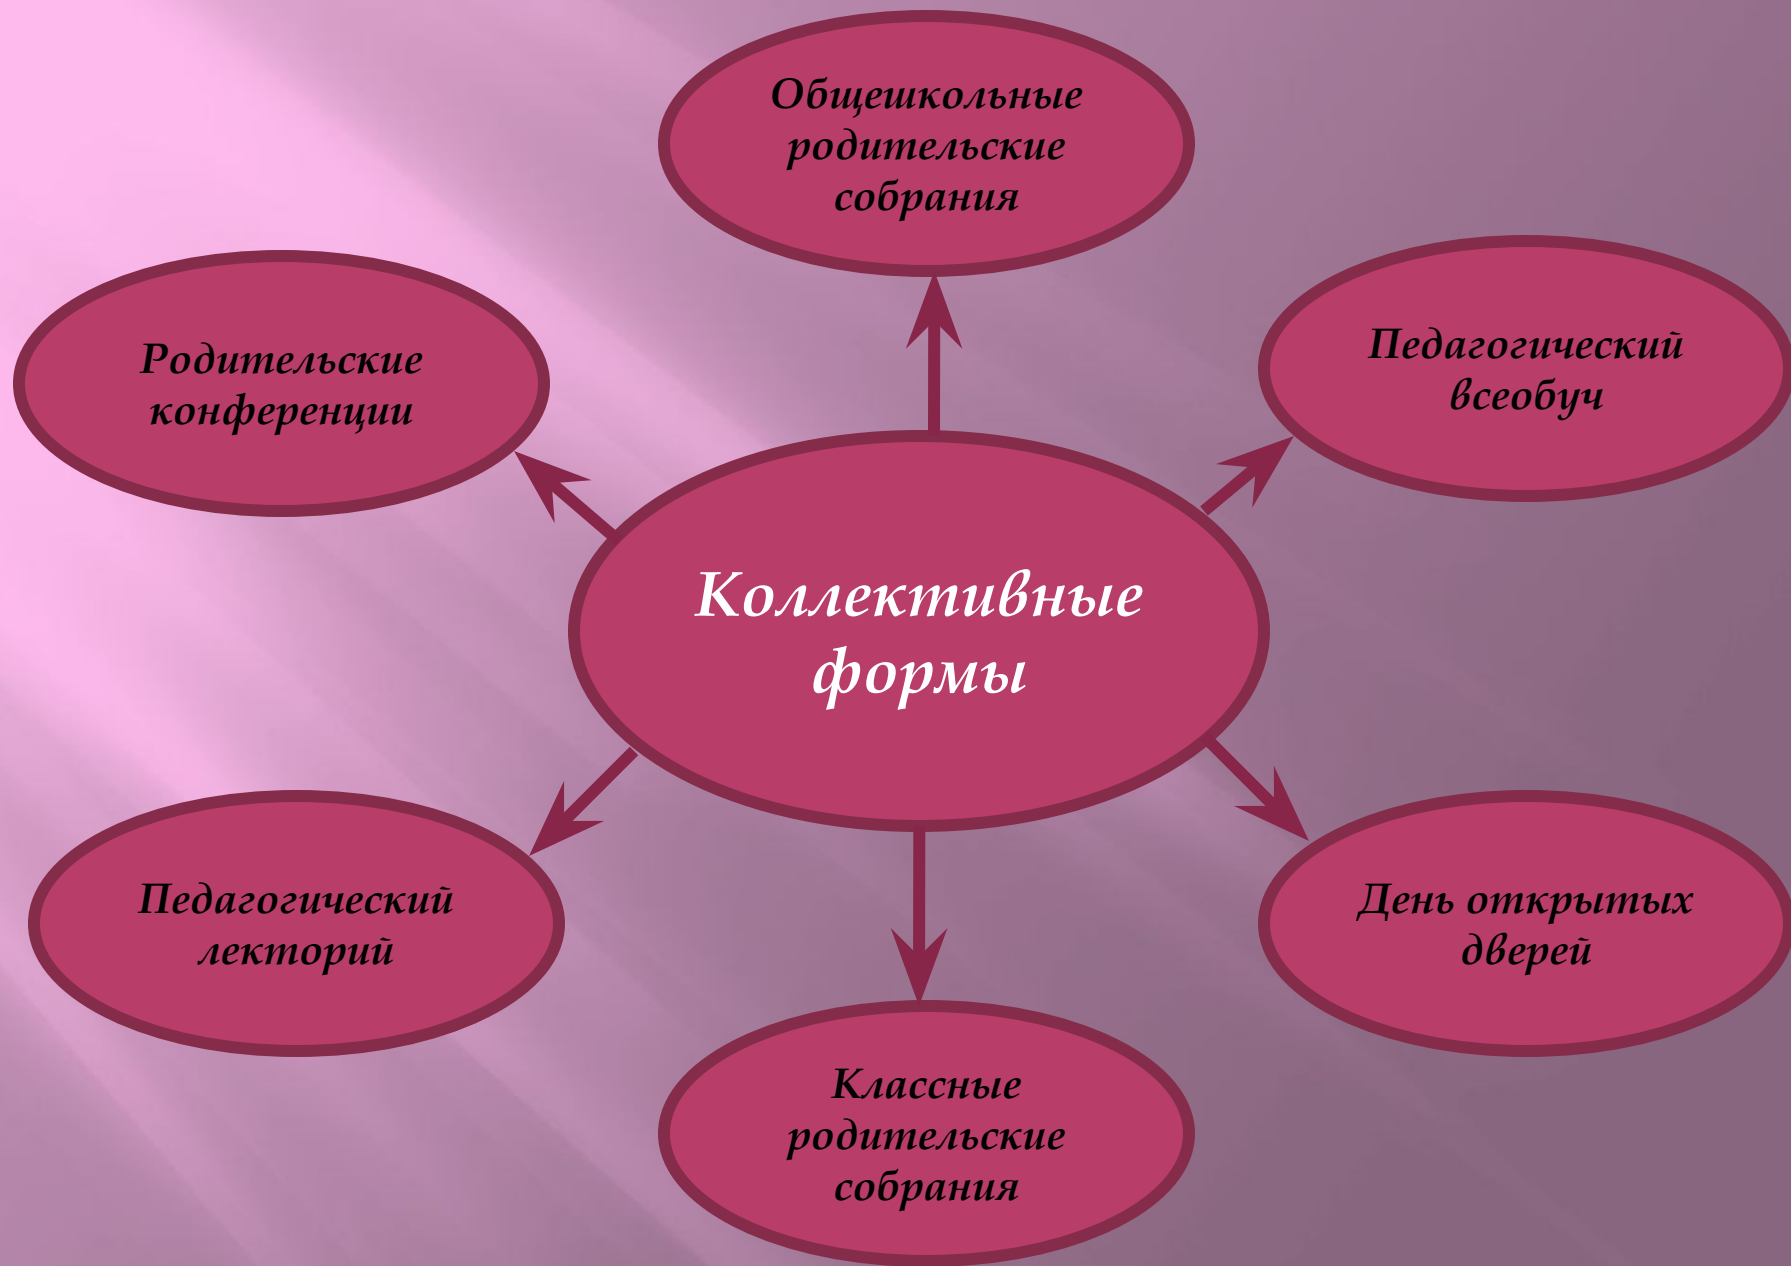 Общешкольные
родительские
собрания
Родительские
конференции
Педагогический
всеобуч
Коллективные
формы
Педагогический
лекторий
День открытых
дверей
Классные
родительские
собрания